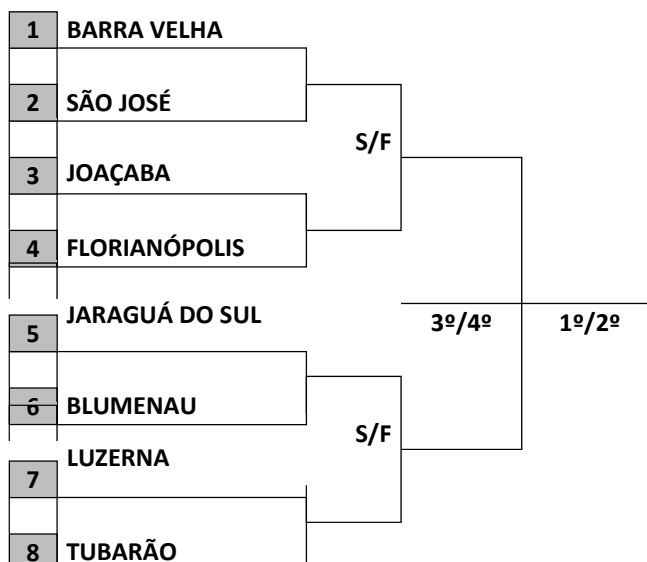 1 BARRA VELHA
2 SÃO JOSÉ
S/F
3 JOAÇABA
4 FLORIANÓPOLIS
5 JARAGUÁ DO SUL
3º/4º 1º/2º
6 BLUMENAU
S/F
7 LUZERNA
8 TUBARÃO